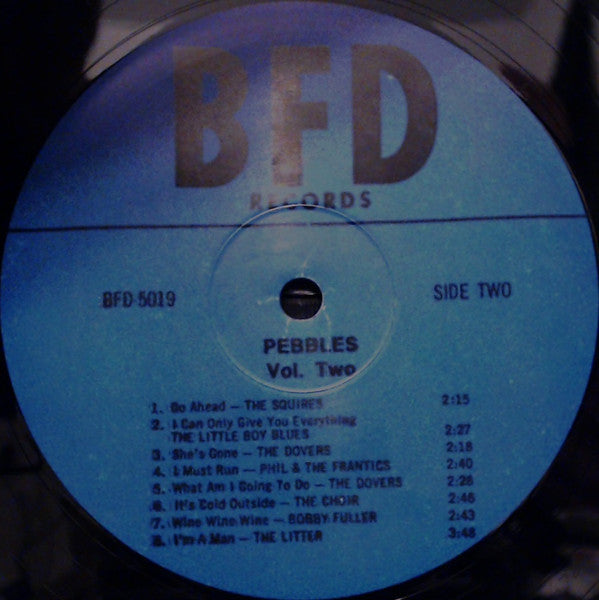 BFD
RECORDS
BFD 5019 SIDE TWO
PEBBLES
Vol. Two
1. Go Ahead — THE SQUIRES 2:15
2. I Can Only Give You Everything
THE LITTLE BOY BLUES 2:27
3. She's Gone — THE DOVERS 2:18
4. I Must Run — PHIL & THE FRANTICS 2:40
5. What Am I Going To Do — THE DOVERS 2:28
6. It's Cold Outside — THE CHOIR 2:46
7. Wine Wine Wine — BOBBY FULLER 2:43
8. I'm A Man — THE LITTER 3:48